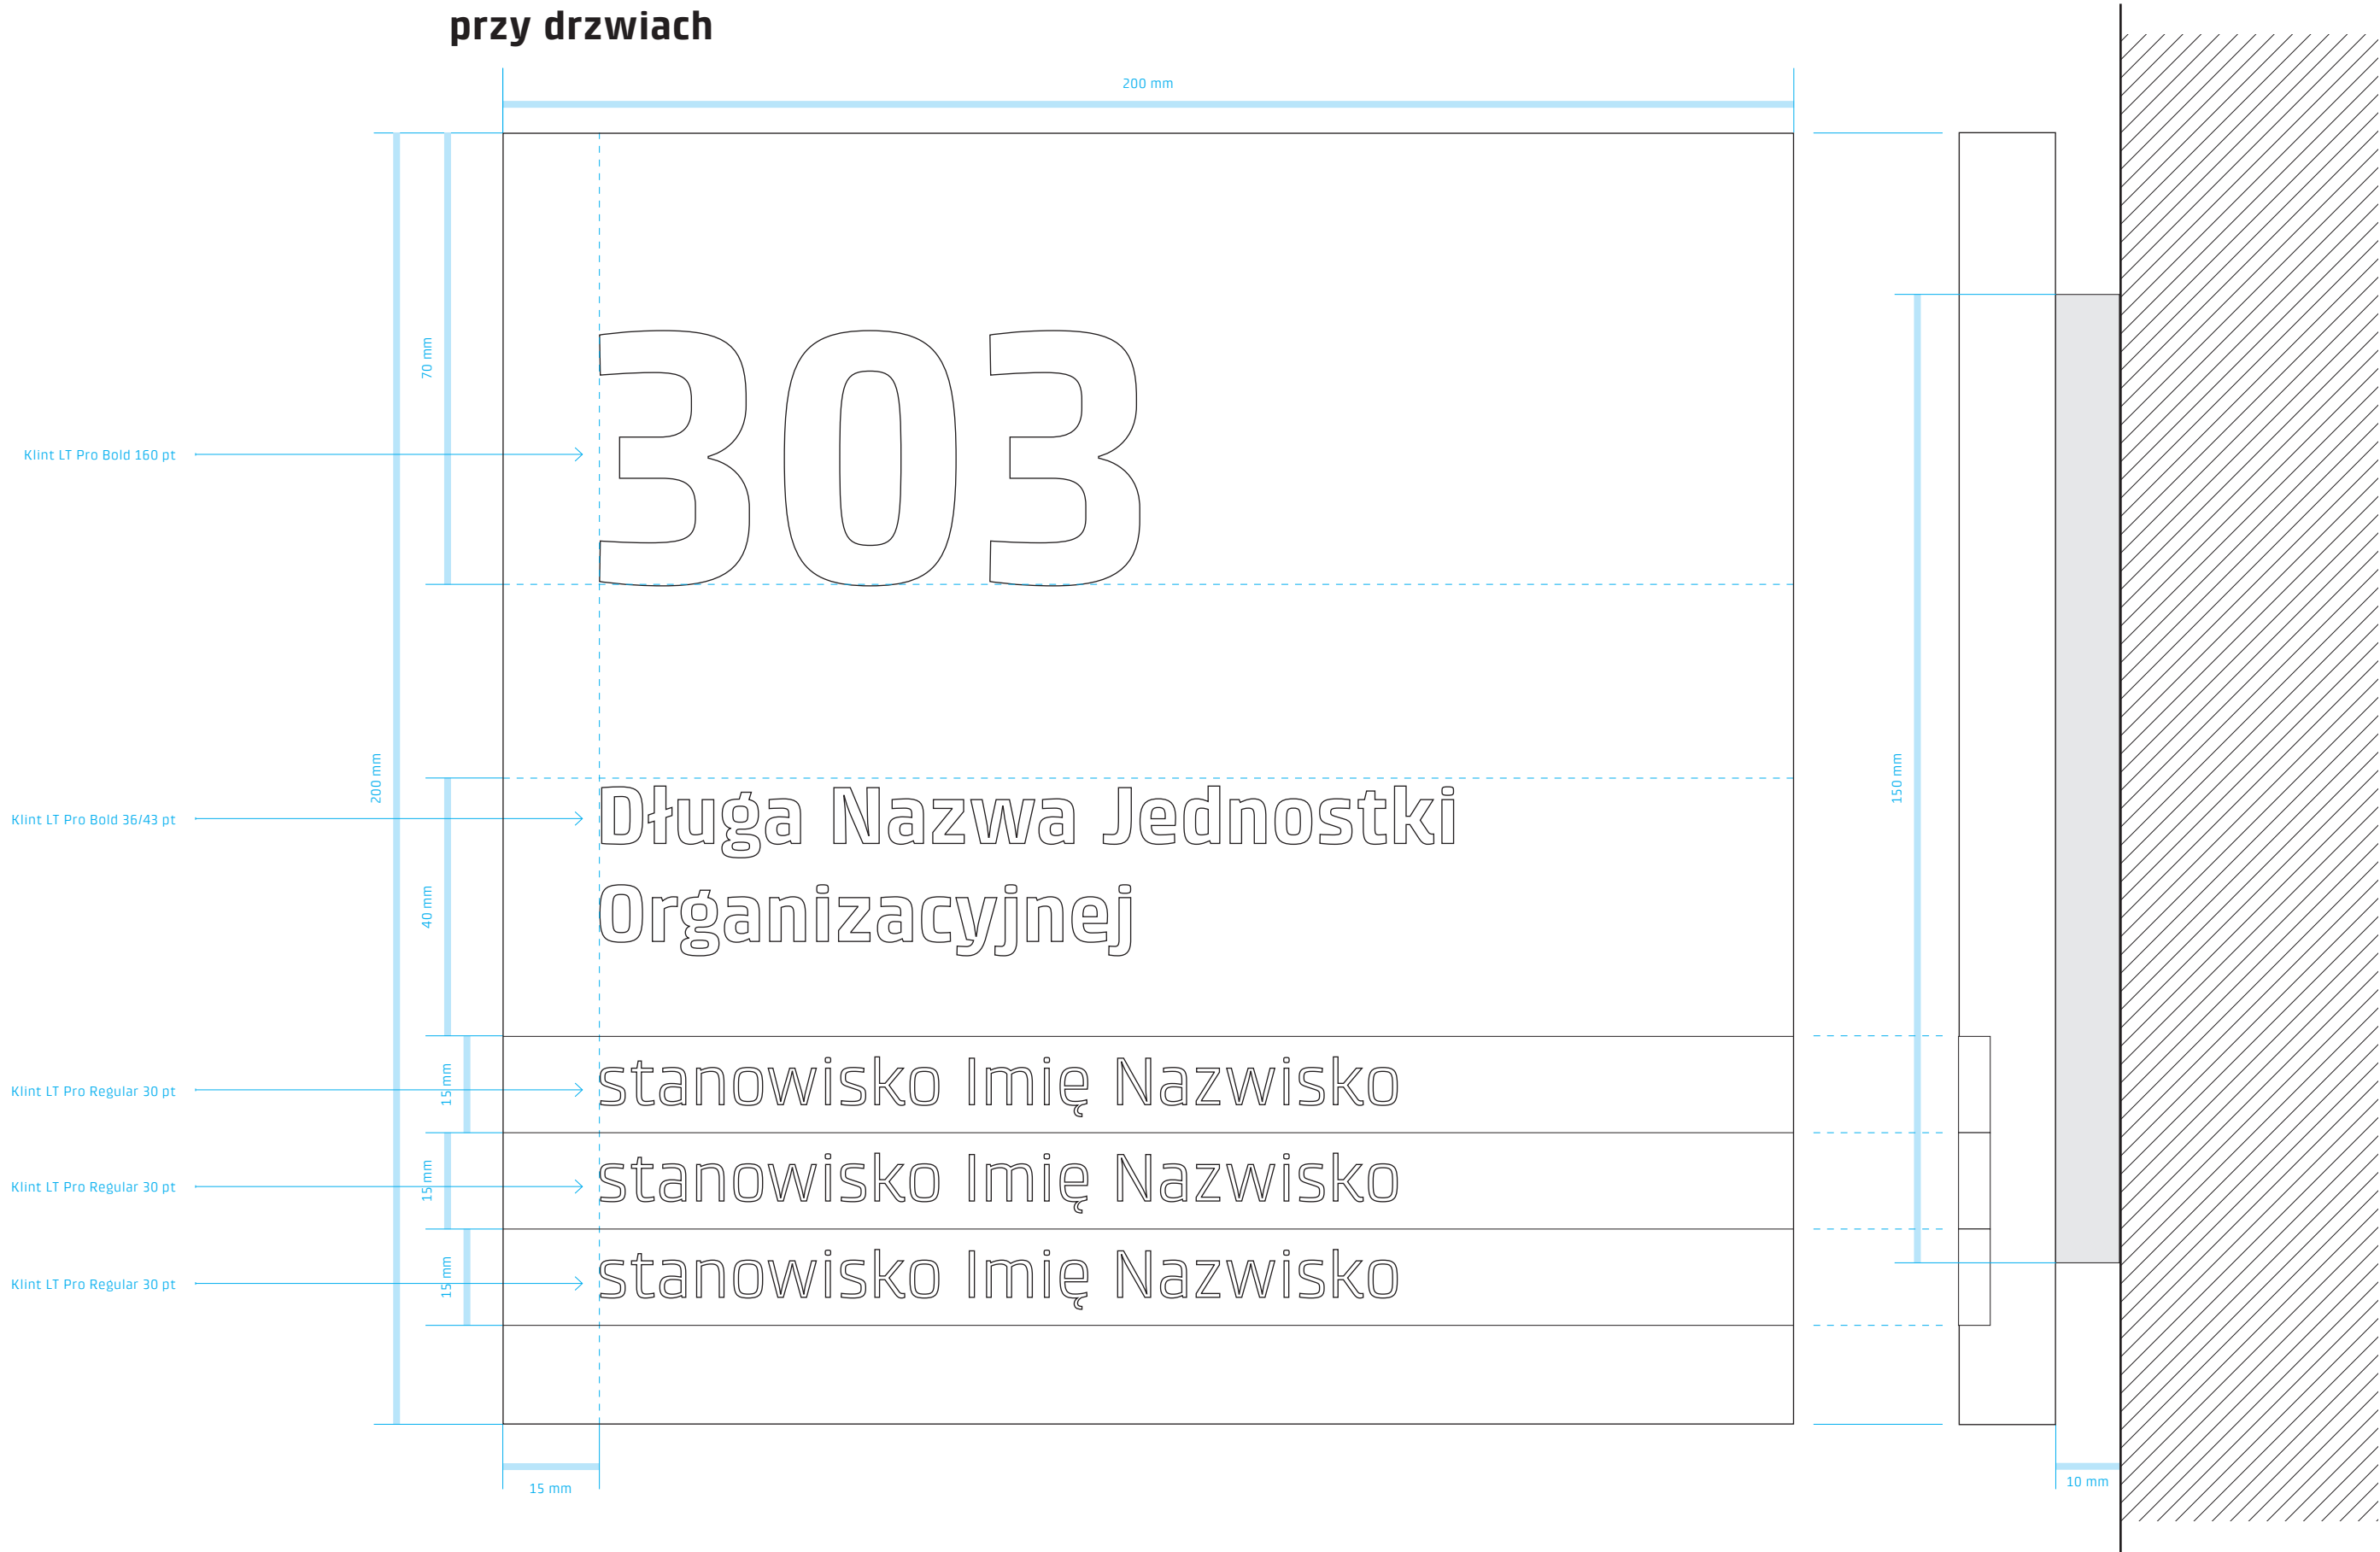 przy drzwiach
200 mm
70 mm
303
Klint LT Pro Bold 160 pt
200 mm
150 mm
Klint LT Pro Bold 36/43 pt
Długa Nazwa Jednostki
Organizacyjnej
40 mm
Klint LT Pro Regular 30 pt
15 mm
stanowisko Imię Nazwisko
Klint LT Pro Regular 30 pt
15 mm
stanowisko Imię Nazwisko
Klint LT Pro Regular 30 pt
15 mm
stanowisko Imię Nazwisko
15 mm
10 mm